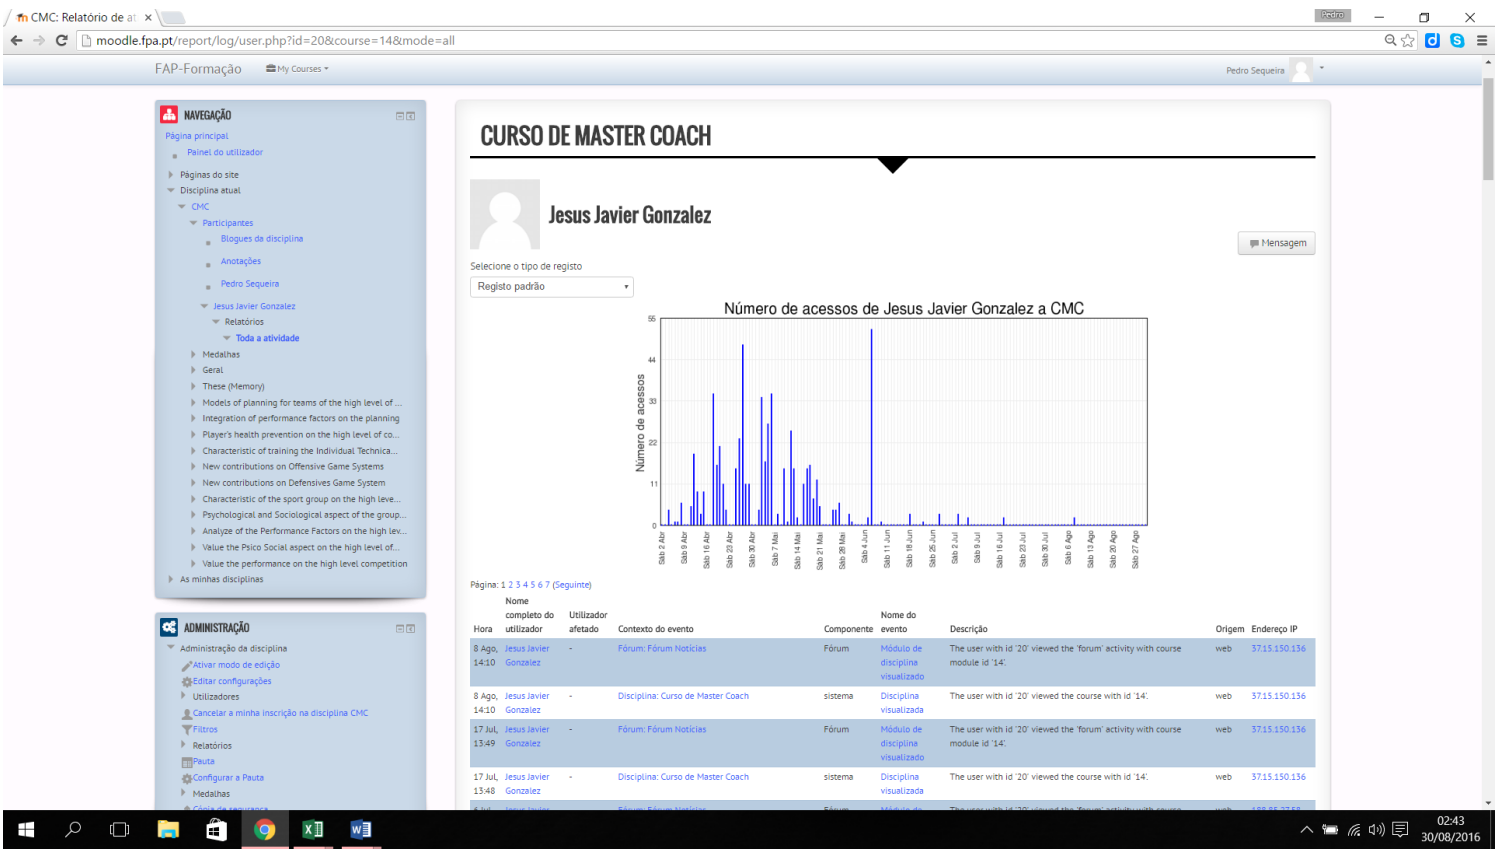 CMC: Relatório de at
Pedro
moodle.fpa.pt/report/log/user.php?id=20&course=14&mode=all
FAP-Formação
My Courses
Pedro Sequeira
NAVEGAÇÃO
Página principal
Painel do utilizador
Páginas do site
Disciplina atual
CMC
Participantes
Blogues da disciplina
Anotações
Pedro Sequeira
Jesus Javier Gonzalez
Relatórios
Toda a atividade
Medalhas
Geral
These (Memory)
Models of planning for teams of the high level of ...
Integration of performance factors on the planning
Player's health prevention on the high level of co...
Characteristic of training the Individual Technica...
New contributions on Offensive Game Systems
New contributions on Defensives Game System
Characteristic of the sport group on the high leve...
Psychological and Sociological aspect of the group...
Analyze of the Performance Factors on the high lev...
Value the Psico Social aspect on the high level of...
Value the performance on the high level competition
As minhas disciplinas
ADMINISTRAÇÃO
Administração da disciplina
Ativar modo de edição
Editar configurações
Utilizadores
Cancelar a minha inscrição na disciplina CMC
Filtros
Relatórios
Pauta
Configurar a Pauta
Medalhas
Cópia de segurança
CURSO DE MASTER COACH
Jesus Javier Gonzalez
Mensagem
Selecione o tipo de registo
Registo padrão
Número de acessos de Jesus Javier Gonzalez a CMC
Número de acessos
55
44
33
22
11
0
Sáb 2 Abr
Sáb 9 Abr
Sáb 16 Abr
Sáb 23 Abr
Sáb 30 Abr
Sáb 7 Mai
Sáb 14 Mai
Sáb 21 Mai
Sáb 28 Mai
Sáb 4 Jun
Sáb 11 Jun
Sáb 18 Jun
Sáb 25 Jun
Sáb 2 Jul
Sáb 9 Jul
Sáb 16 Jul
Sáb 23 Jul
Sáb 30 Jul
Sáb 6 Ago
Sáb 13 Ago
Sáb 20 Ago
Sáb 27 Ago
Página: 1 2 3 4 5 6 7 (Seguinte)
Nome
completo do Utilizador Nome do
Hora utilizador afetado Contexto do evento Componente evento Descrição Origem Endereço IP
8 Ago, Jesus Javier - Fórum: Fórum Notícias Fórum Módulo de The user with id '20' viewed the 'forum' activity with course web 37.15.150.136
14:10 Gonzalez disciplina module id '14'.
visualizado
8 Ago, Jesus Javier - Disciplina: Curso de Master Coach sistema Disciplina The user with id '20' viewed the course with id '14'. web 37.15.150.136
14:10 Gonzalez visualizada
17 Jul, Jesus Javier - Fórum: Fórum Notícias Fórum Módulo de The user with id '20' viewed the 'forum' activity with course web 37.15.150.136
13:49 Gonzalez disciplina module id '14'.
visualizado
17 Jul, Jesus Javier - Disciplina: Curso de Master Coach sistema Disciplina The user with id '20' viewed the course with id '14'. web 37.15.150.136
13:48 Gonzalez visualizada
02:43
30/08/2016